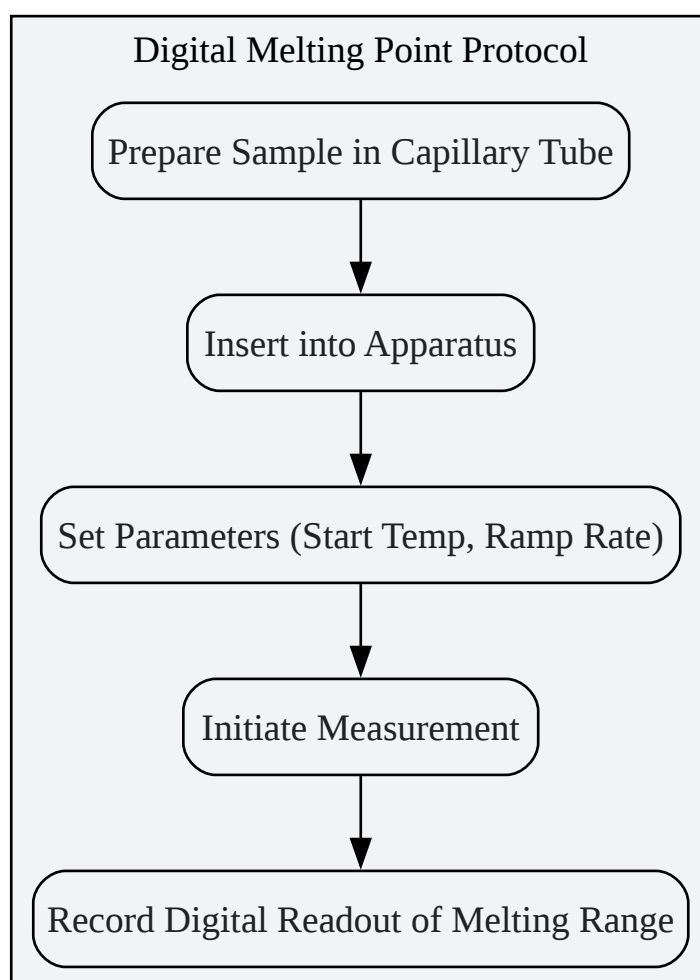 Digital Melting Point Protocol
Prepare Sample in Capillary Tube
Insert into Apparatus
Set Parameters (Start Temp, Ramp Rate)
Initiate Measurement
Record Digital Readout of Melting Range